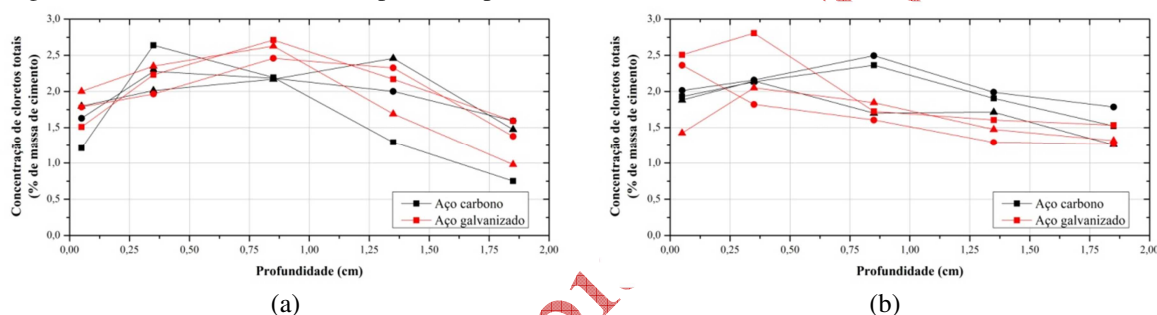 Concentração de cloretos totais
(% de massa de cimento)
3,0
2,5
2,0
1,5
1,0
0,5
0,0
0,00 0,25 0,50 0,75 1,00 1,25 1,50 1,75 2,00
Profundidade (cm)
Aço carbono
Aço galvanizado
(a)
Concentração de cloretos totais
(% de massa de cimento)
3,0
2,5
2,0
1,5
1,0
0,5
0,0
0,00 0,25 0,50 0,75 1,00 1,25 1,50 1,75 2,00
Profundidade (cm)
Aço carbono
Aço galvanizado
(b)